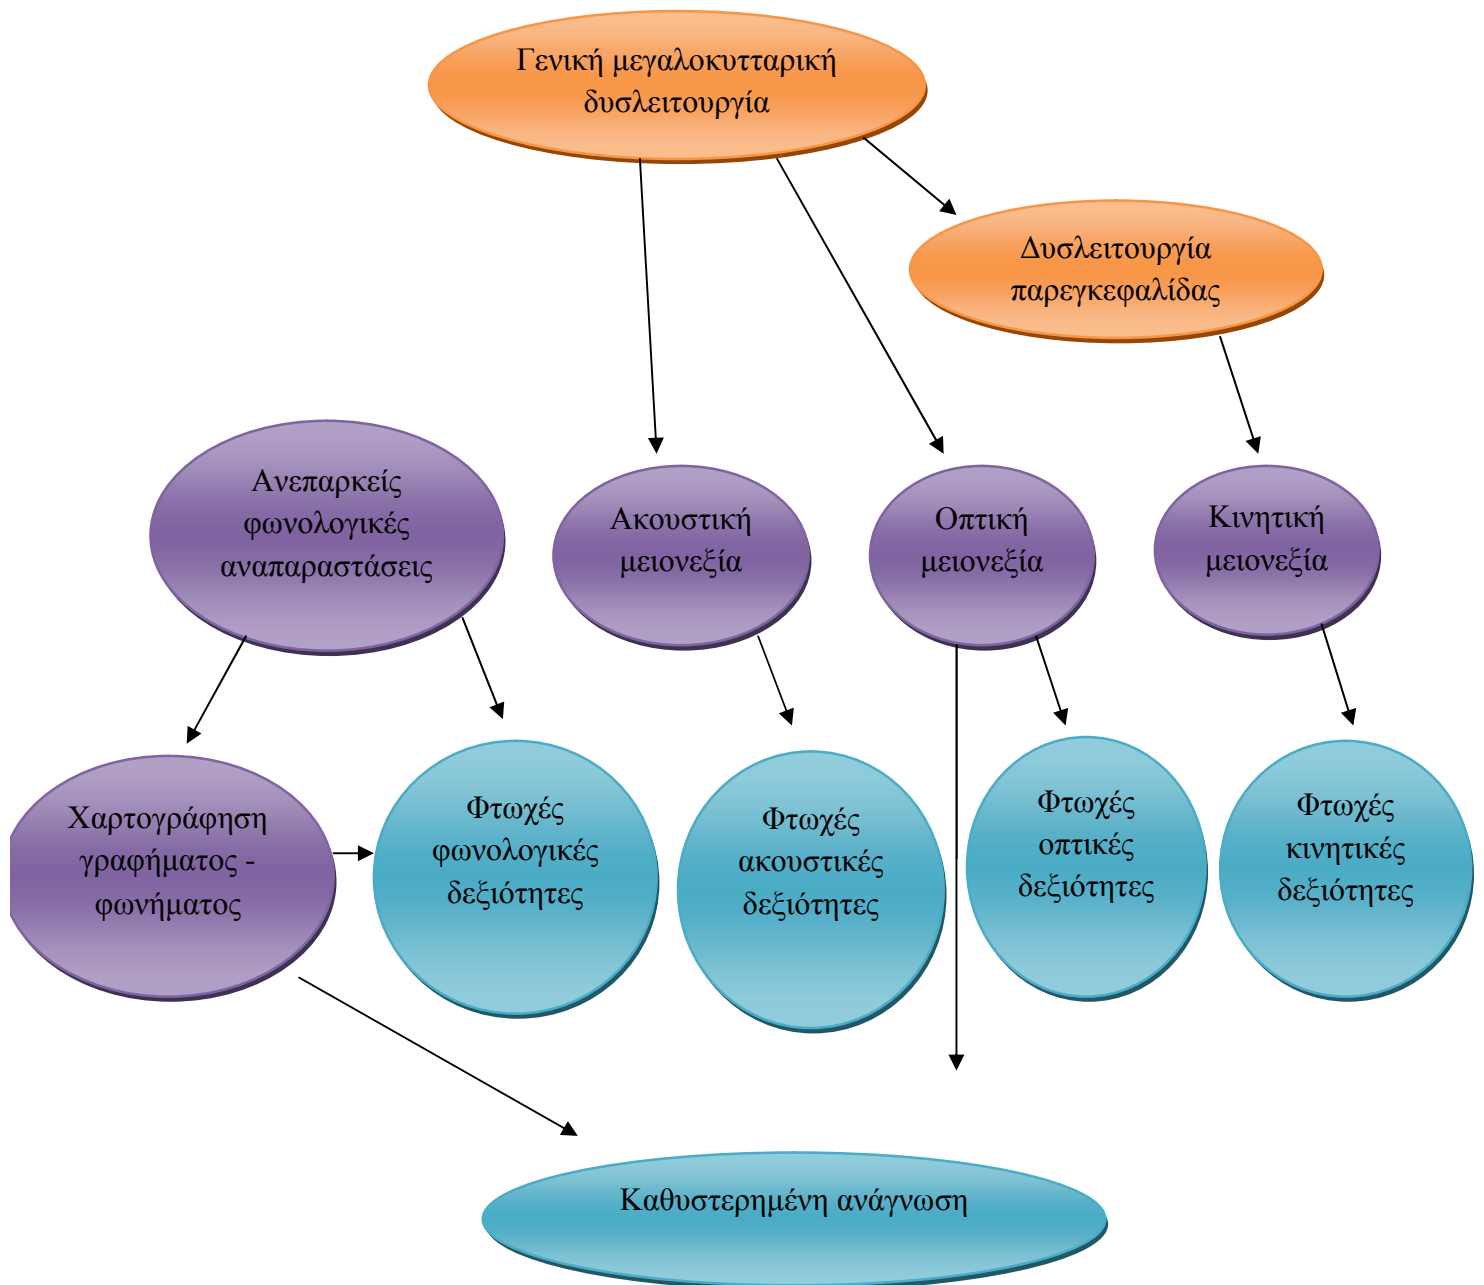 Γενική μεγαλοκυτταρική
δυσλειτουργία
Δυσλειτουργία
παρεγκεφαλίδας
Ανεπαρκείς
φωνολογικές
αναπαραστάσεις
Ακουστική
μειονεξία
Οπτική
μειονεξία
Κινητική
μειονεξία
Χαρτογράφηση
γραφήματος -
φωνήματος
Φτωχές
φωνολογικές
δεξιότητες
Φτωχές
ακουστικές
δεξιότητες
Φτωχές
οπτικές
δεξιότητες
Φτωχές
κινητικές
δεξιότητες
Καθυστερημένη ανάγνωση